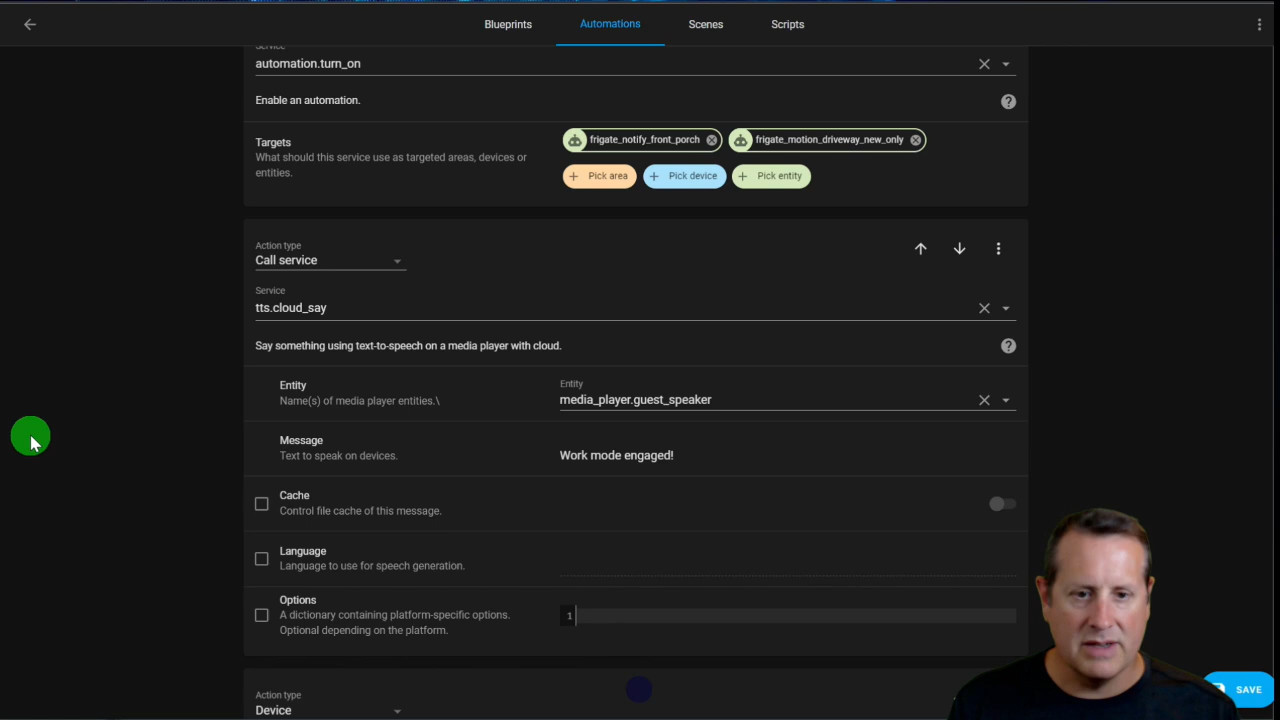 Blueprints
Automations
Scenes
Scripts
Service
automation.turn_on
Enable an automation.
Targets
What should this service use as targeted areas, devices or
entities.
frigate_notify_front_porch
frigate_motion_driveway_new_only
Pick area
Pick device
Pick entity
Action type
Call service
Service
tts.cloud_say
Say something using text-to-speech on a media player with cloud.
Entity
Name(s) of media player entities.\
Entity
media_player.guest_speaker
Message
Text to speak on devices.
Work mode engaged!
Cache
Control file cache of this message.
Language
Language to use for speech generation.
Options
A dictionary containing platform-specific options.
Optional depending on the platform.
1
Action type
Device
SAVE